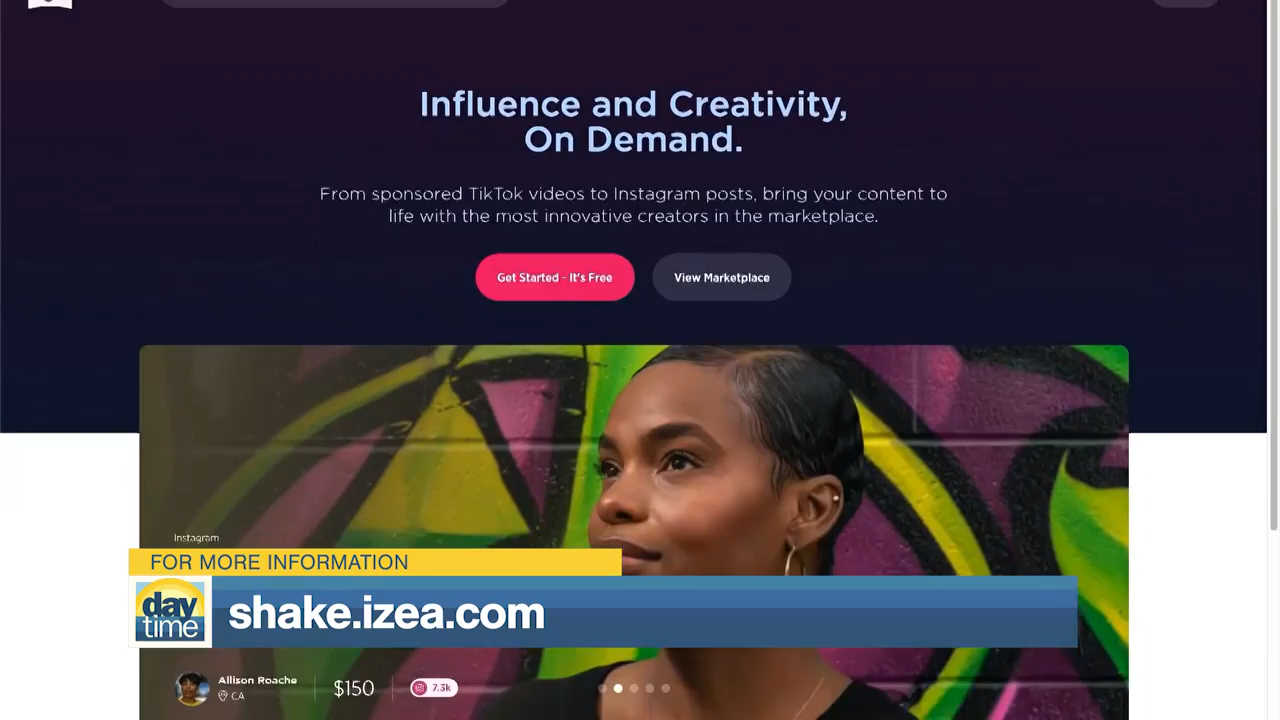 Influence and Creativity,
On Demand.
From sponsored TikTok videos to Instagram posts, bring your content to
life with the most innovative creators in the marketplace.
Get Started - It's Free
View Marketplace
Instagram
FOR MORE INFORMATION
day
time
shake.izea.com
Allison Roache
CA
$150
7.3k